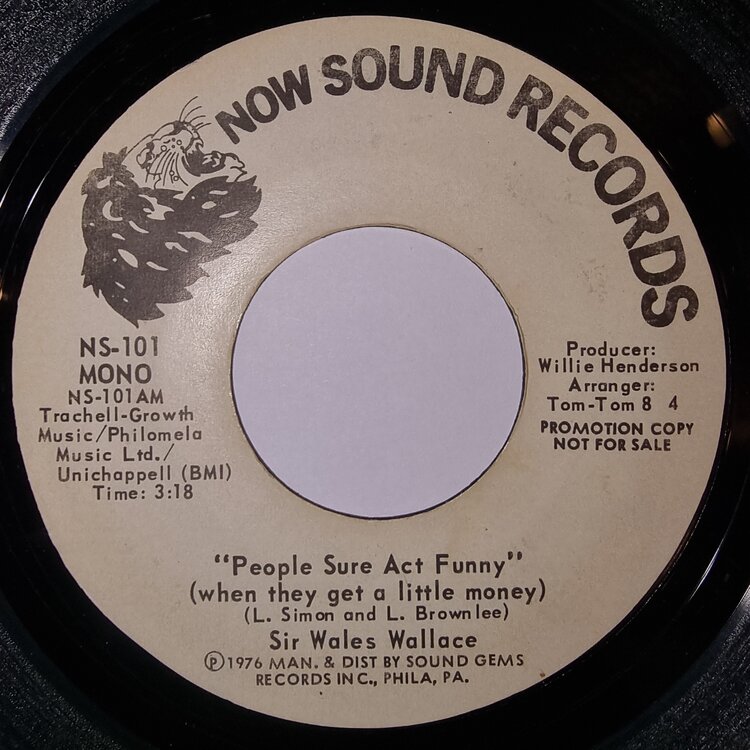 NOW SOUND RECORDS
NS-101
MONO
NS-101AM
Trachell-Growth
Music/Philomela
Music Ltd./
Unichappell (BMI)
Time: 3:18
Producer:
Willie Henderson
Arranger:
Tom-Tom 8 4
PROMOTION COPY
NOT FOR SALE
"People Sure Act Funny"
(when they get a little money)
(L. Simon and L. Brownlee)
Sir Wales Wallace
Ⓟ1976 MAN. & DIST BY SOUND GEMS
RECORDS INC., PHILA, PA.